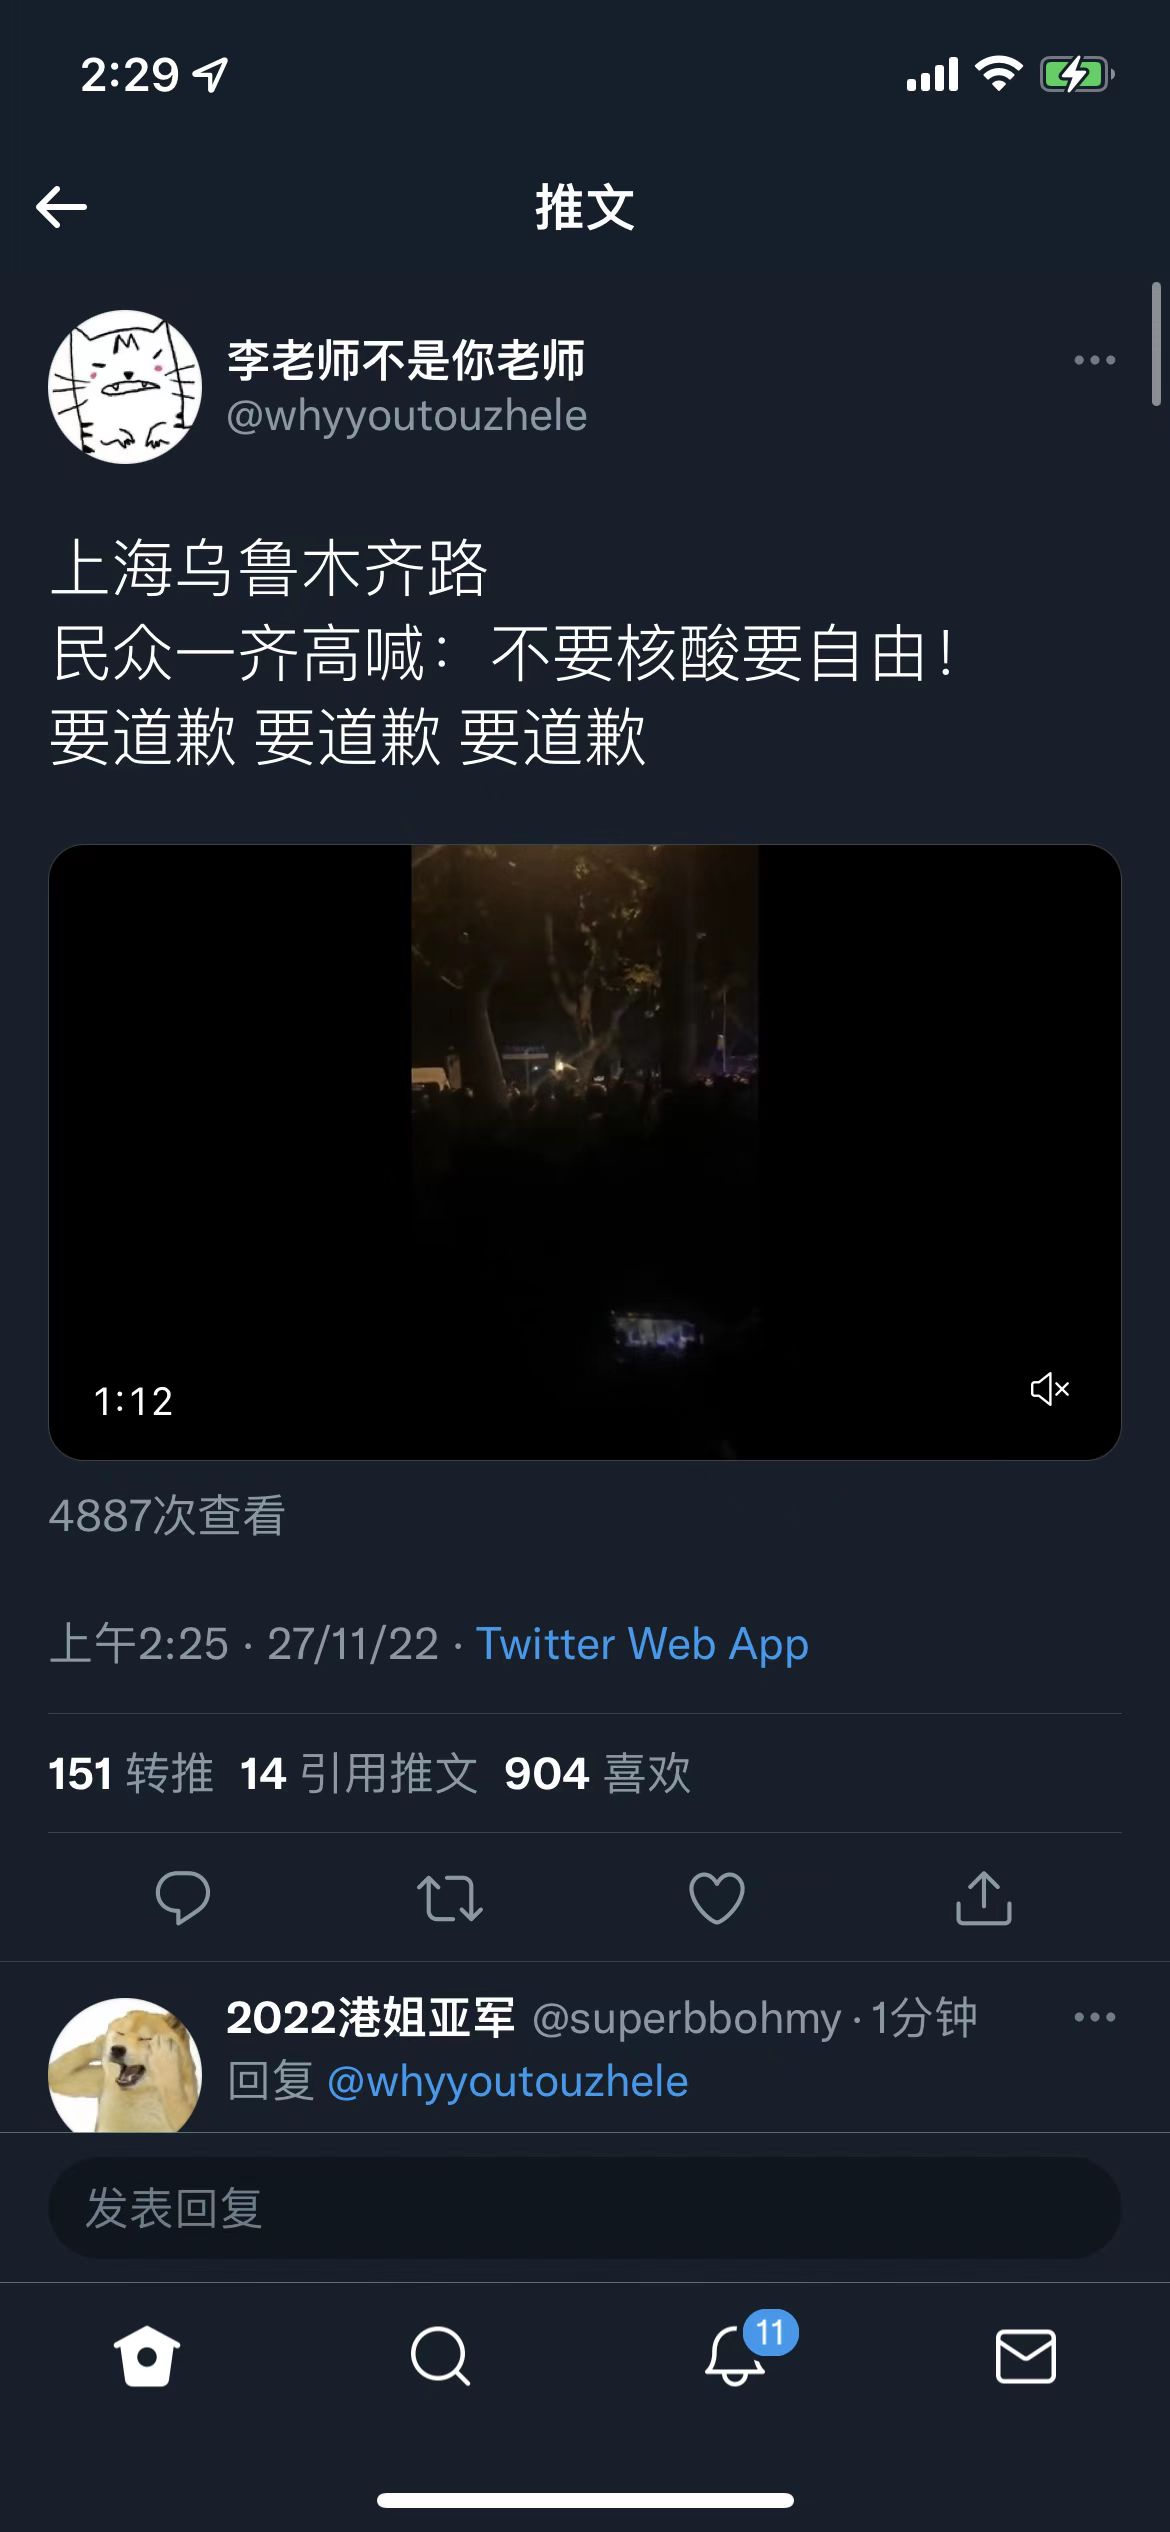 2:29
推文
李老师不是你老师
@whyyoutouzhele
上海乌鲁木齐路
民众一齐高喊：不要核酸要自由！
要道歉 要道歉 要道歉
1:12
4887次查看
上午2:25 · 27/11/22 · Twitter Web App
151 转推 14 引用推文 904 喜欢
2022港姐亚军 @superbbohmy · 1分钟
回复 @whyyoutouzhele
发表回复
11